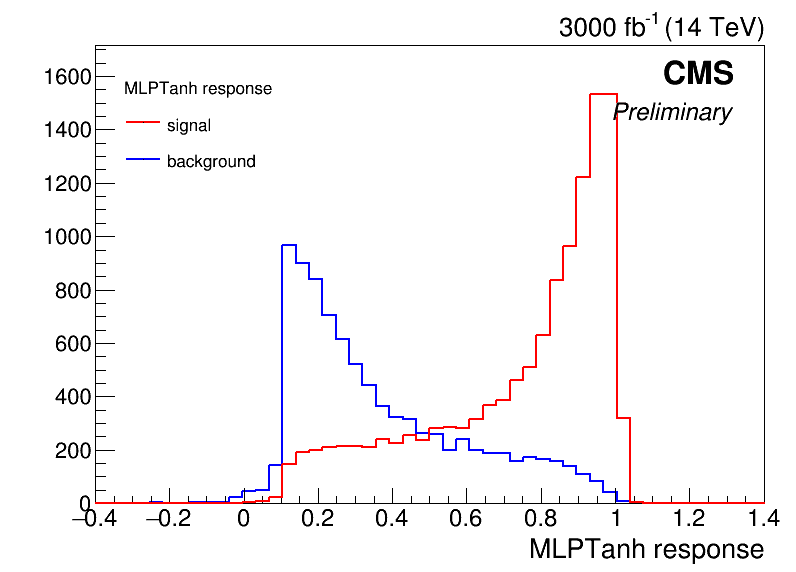 3000 fb⁻¹ (14 TeV)
CMS
Preliminary
MLPTanh response
signal
background
1600
1400
1200
1000
800
600
400
200
0
−0.4 −0.2 0 0.2 0.4 0.6 0.8 1 1.2 1.4
MLPTanh response